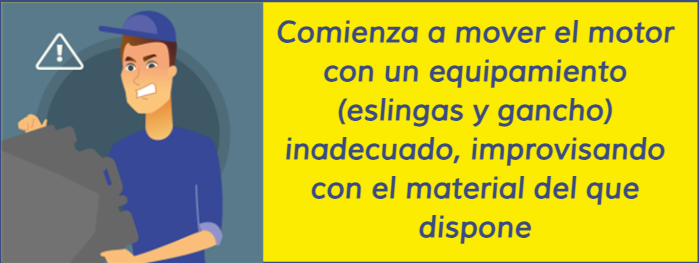 Comienza a mover el motor
con un equipamiento
(eslingas y gancho)
inadecuado, improvisando
con el material del que
dispone